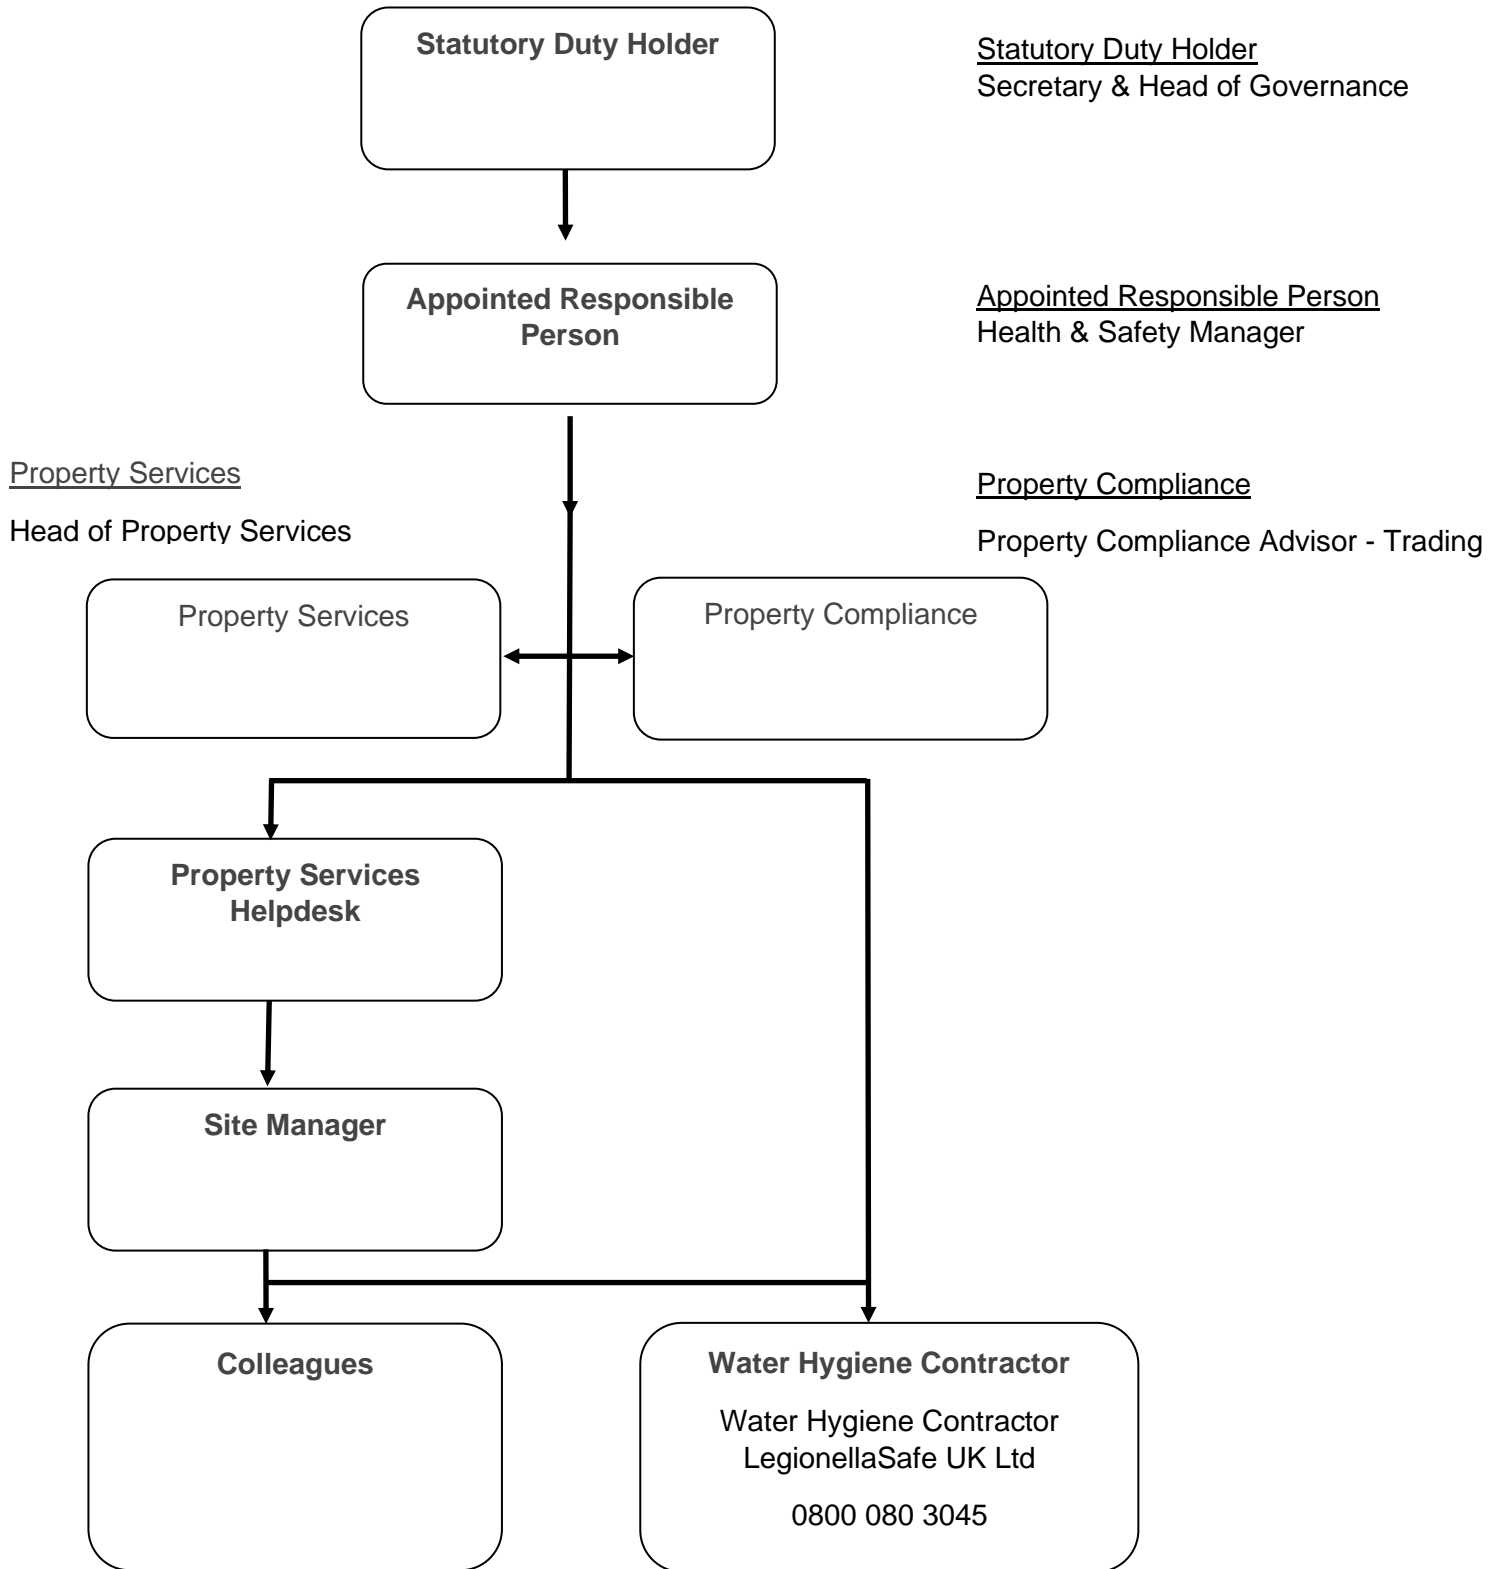 Statutory Duty Holder
Statutory Duty Holder
Secretary & Head of Governance
Appointed Responsible
Person
Appointed Responsible Person
Health & Safety Manager
Property Services
Head of Property Services
Property Compliance
Property Compliance Advisor - Trading
Property Services
Property Compliance
Property Services
Helpdesk
Site Manager
Colleagues
Water Hygiene Contractor
Water Hygiene Contractor
LegionellaSafe UK Ltd
0800 080 3045